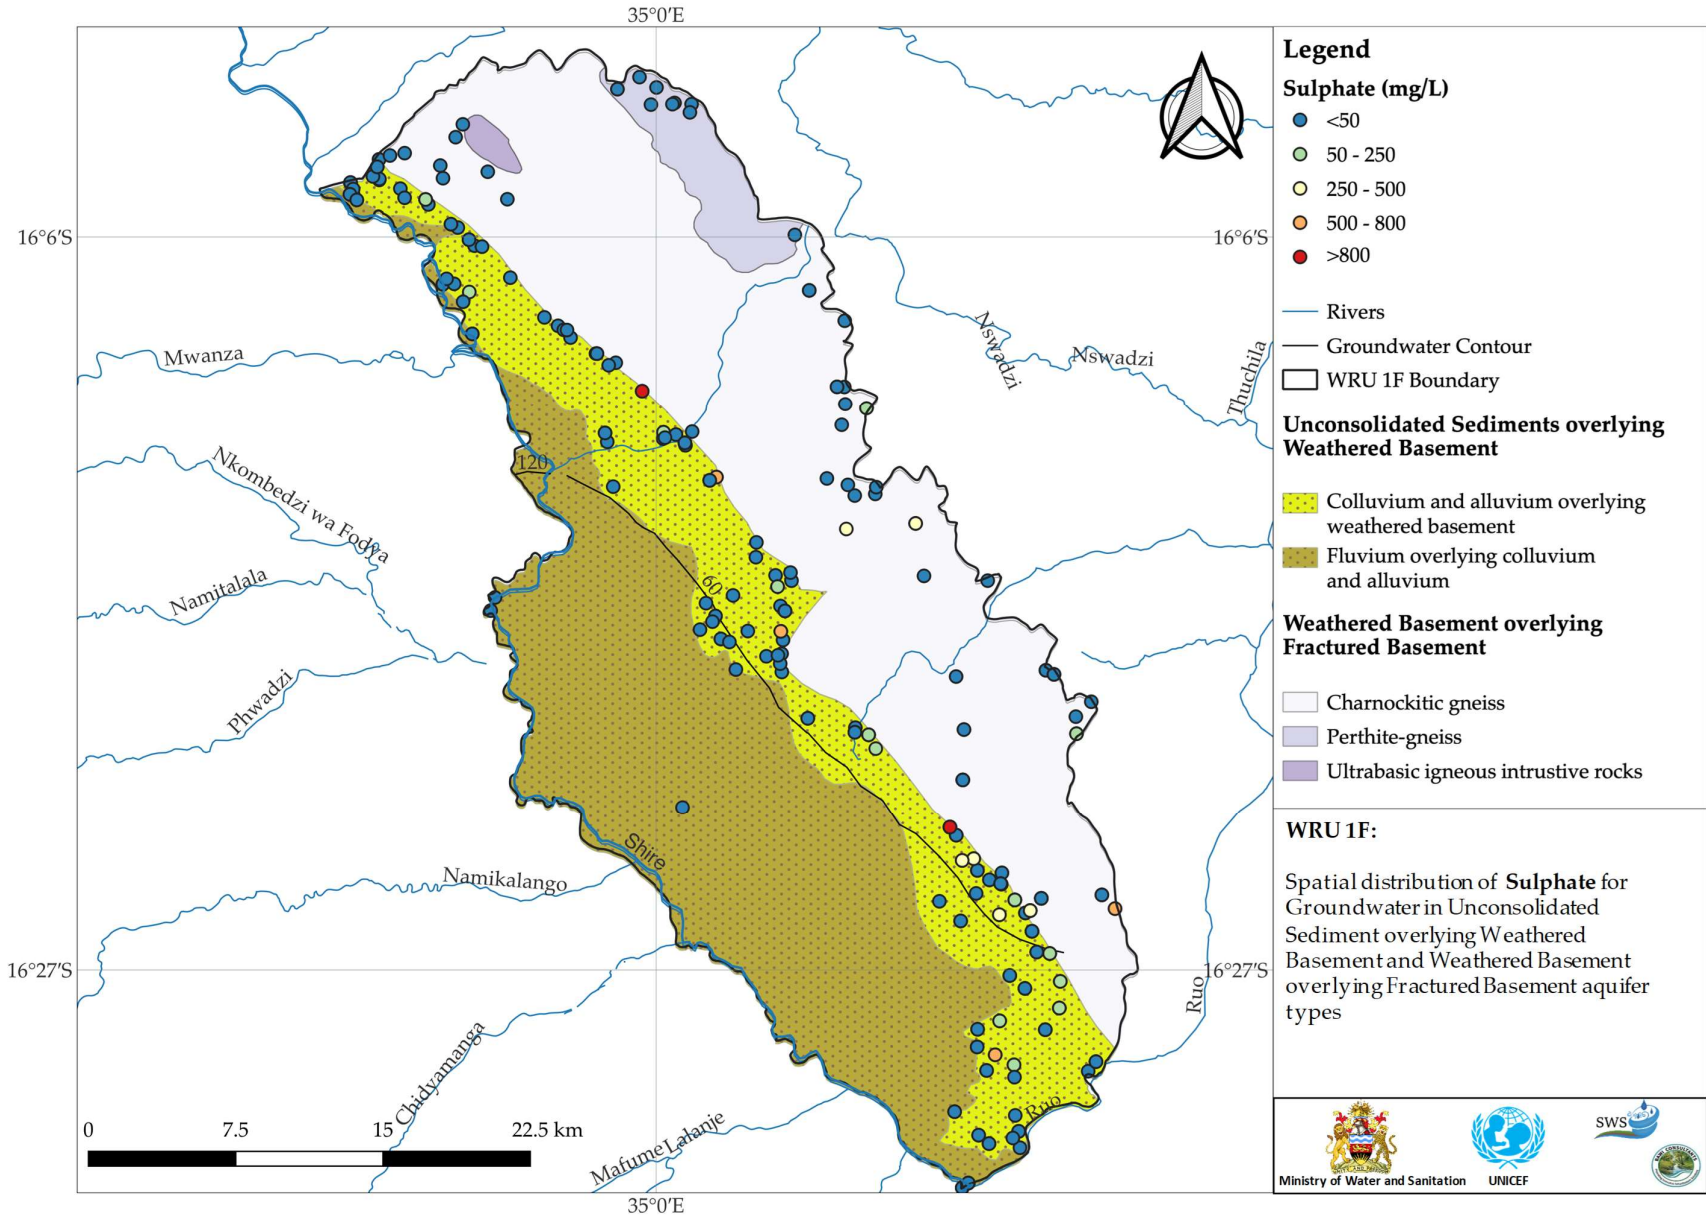 35°0′E
16°6′S
16°6′S
Mwanza
Nswadzi
Nswadzi
Thuchila
120
Nkombedzi wa Fodya
Namitalala
60
Phwadzi
Shire
Namikalango
16°27′S
16°27′S
Ruo
Chidyamanga
Ruo
Mafume Lalanje
0 7.5 15 22.5 km
35°0′E
Legend
Sulphate (mg/L)
<50
50 - 250
250 - 500
500 - 800
>800
Rivers
Groundwater Contour
WRU 1F Boundary
Unconsolidated Sediments overlying
Weathered Basement
Colluvium and alluvium overlying
weathered basement
Fluvium overlying colluvium
and alluvium
Weathered Basement overlying
Fractured Basement
Charnockitic gneiss
Perthite-gneiss
Ultrabasic igneous intrustive rocks
WRU 1F:
Spatial distribution of Sulphate for
Groundwater in Unconsolidated
Sediment overlying Weathered
Basement and Weathered Basement
overlying Fractured Basement aquifer
types
SWS
Ministry of Water and Sanitation
UNICEF